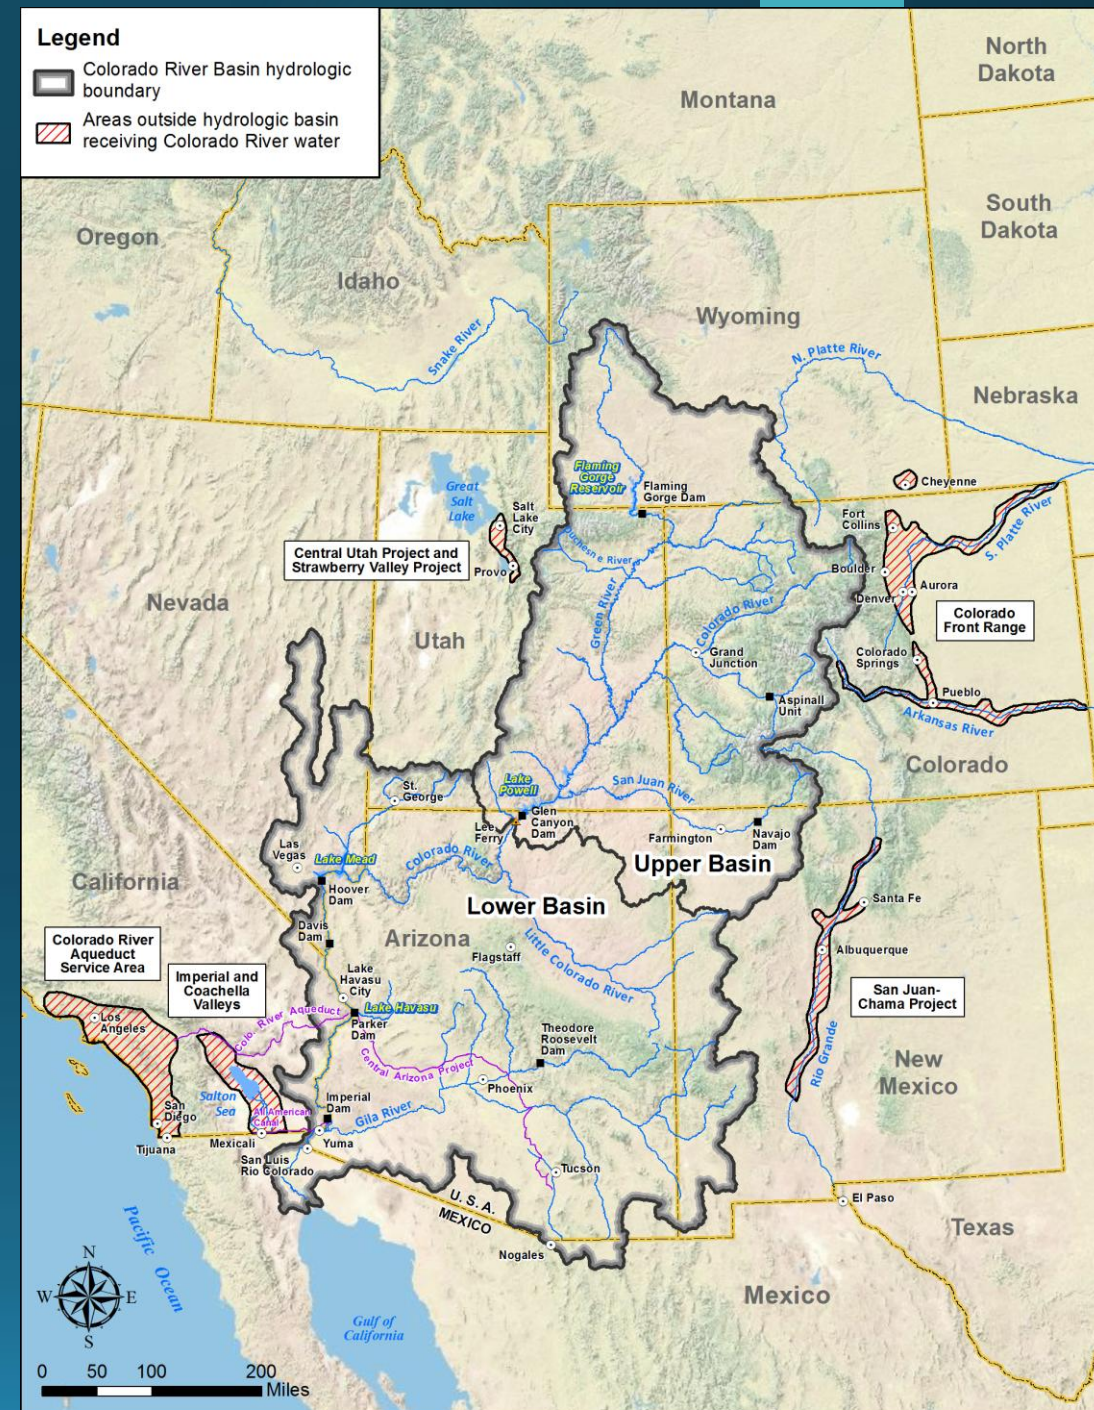 Legend
Colorado River Basin hydrologic
boundary
Areas outside hydrologic basin
receiving Colorado River water
North
Dakota
Montana
South
Dakota
Oregon
Idaho
Wyoming
Snake River
N. Platte River
Nebraska
Flaming
Gorge
Reservoir
Flaming
Gorge Dam
Cheyenne
Great
Salt
Lake
Salt
Lake
City
Fort
Collins
S. Platte River
Central Utah Project and
Strawberry Valley Project
Provo
Duchesne River
Boulder
Denver
Aurora
Nevada
Utah
Green River
Colorado River
Colorado
Front Range
Grand
Junction
Colorado
Springs
Aspinall
Unit
Pueblo
Arkansas River
Colorado
St.
George
Lake
Powell
San Juan River
Lee
Ferry
Glen
Canyon
Dam
Farmington
Navajo
Dam
Las
Vegas
Lake Mead
Colorado River
Upper Basin
California
Hoover
Dam
Lower Basin
Santa Fe
Davis
Dam
Arizona
Flagstaff
Little Colorado River
Albuquerque
Colorado River
Aqueduct
Service Area
Imperial and
Coachella
Valleys
Lake
Havasu
City
Lake Havasu
San Juan-
Chama Project
Los
Angeles
Colo. River Aqueduct
Parker
Dam
Central Arizona Project
Theodore
Roosevelt
Dam
Rio Grande
New
Mexico
Phoenix
Salton
Sea
San
Diego
All American
Canal
Imperial
Dam
Gila River
Tijuana
Mexicali
Yuma
San Luis
Rio Colorado
Tucson
U. S. A.
MEXICO
El Paso
Texas
Nogales
Pacific Ocean
Mexico
Gulf of
California
N
W
E
S
0
50
100
200
Miles